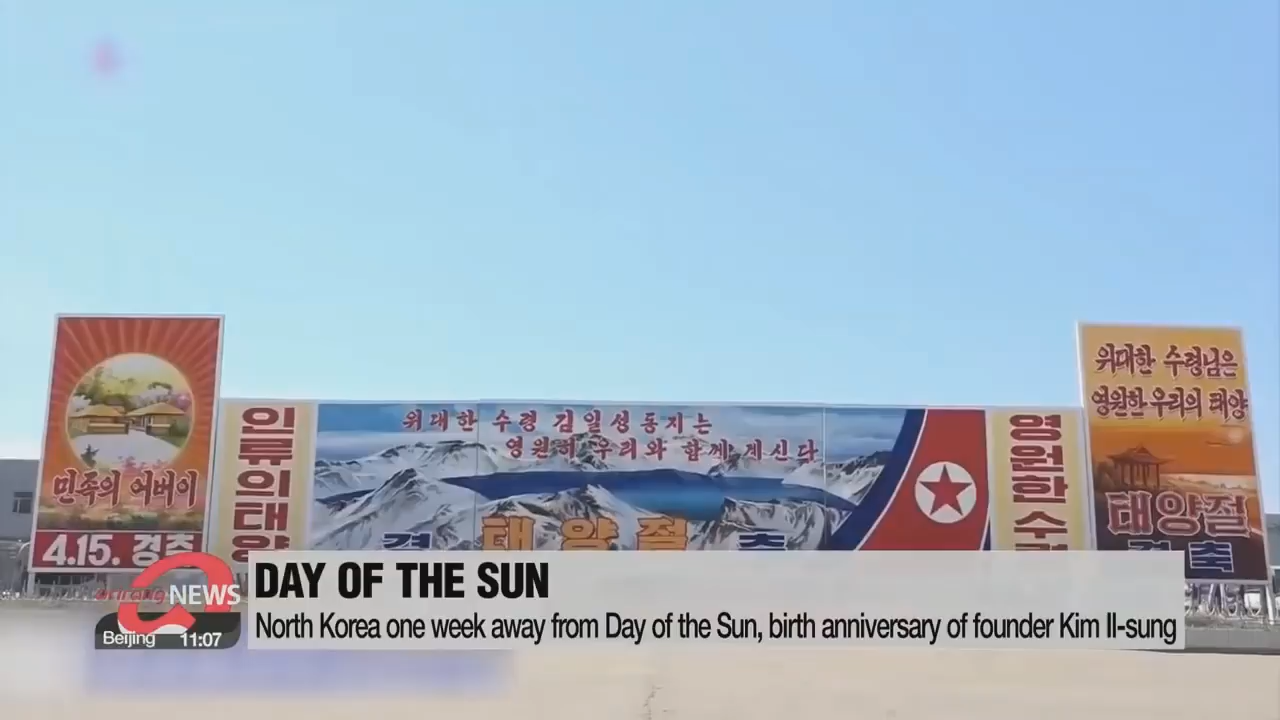 위대한 수령님은
영원한 우리의 태양
태양절
경축
위대한 수령 김일성동지는
영원히 우리와 함께 계신다
경 태양절 축
인류의태양
영원한수령
민족의 어버이
4.15. 경축
arirang NEWS
Beijing 11:07
DAY OF THE SUN
North Korea one week away from Day of the Sun, birth anniversary of founder Kim Il-sung